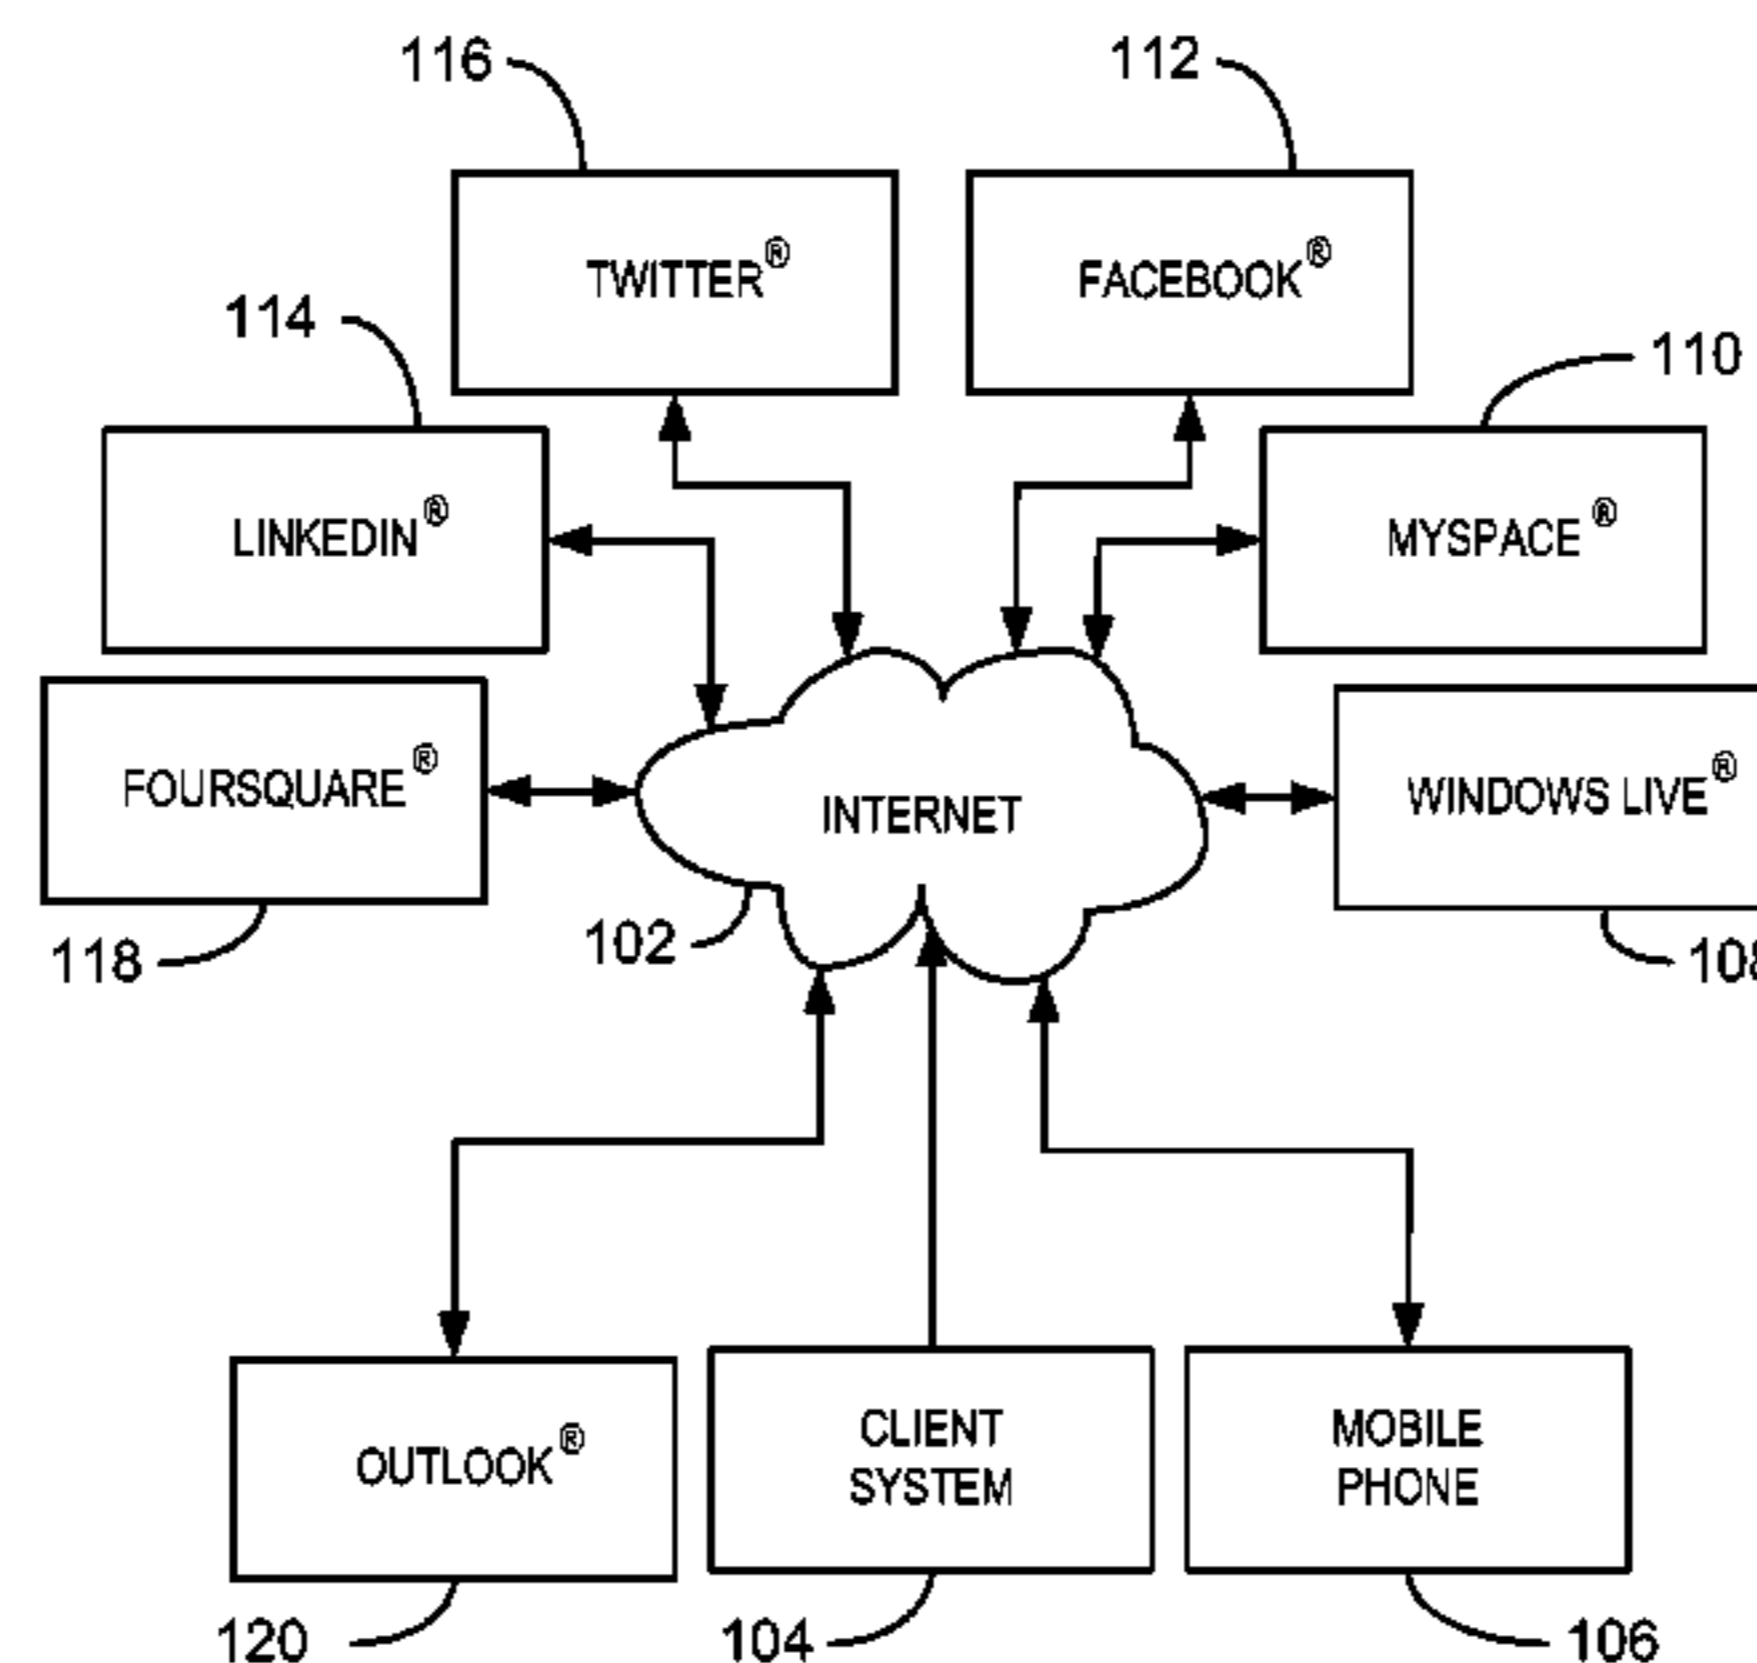 116
112
TWITTER®
FACEBOOK®
114
110
LINKEDIN®
MYSPACE®
FOURSQUARE®
INTERNET
WINDOWS LIVE®
118
102
108
OUTLOOK®
CLIENT
SYSTEM
MOBILE
PHONE
120
104
106